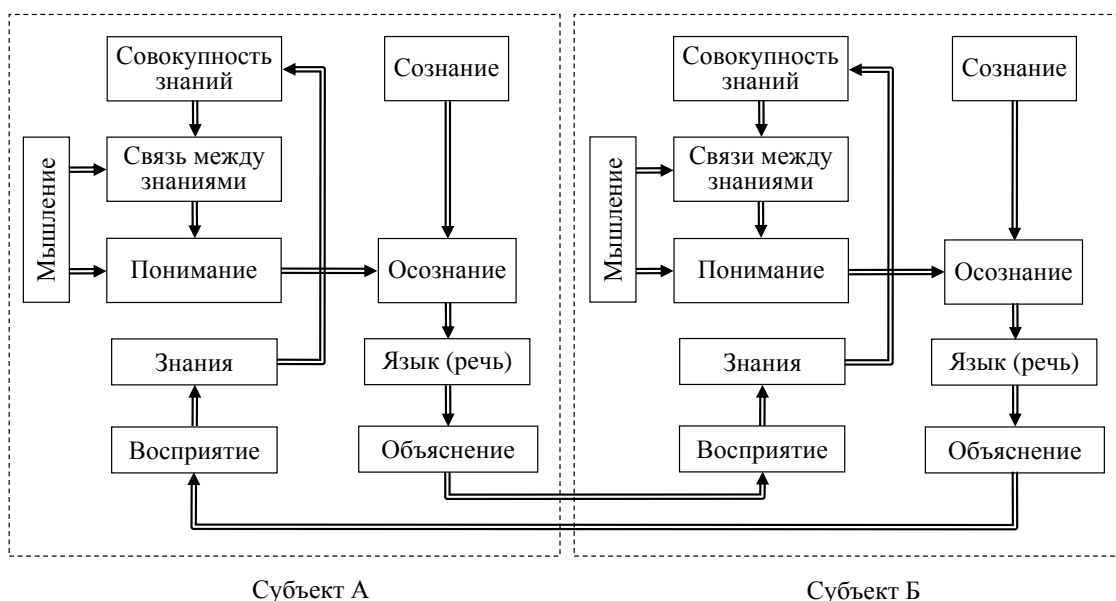 Совокупность
знаний
Сознание
Связь между
знаниями
Мышление
Понимание
Осознание
Знания
Язык (речь)
Восприятие
Объяснение
Субъект А
Совокупность
знаний
Сознание
Связи между
знаниями
Мышление
Понимание
Осознание
Знания
Язык (речь)
Восприятие
Объяснение
Субъект Б